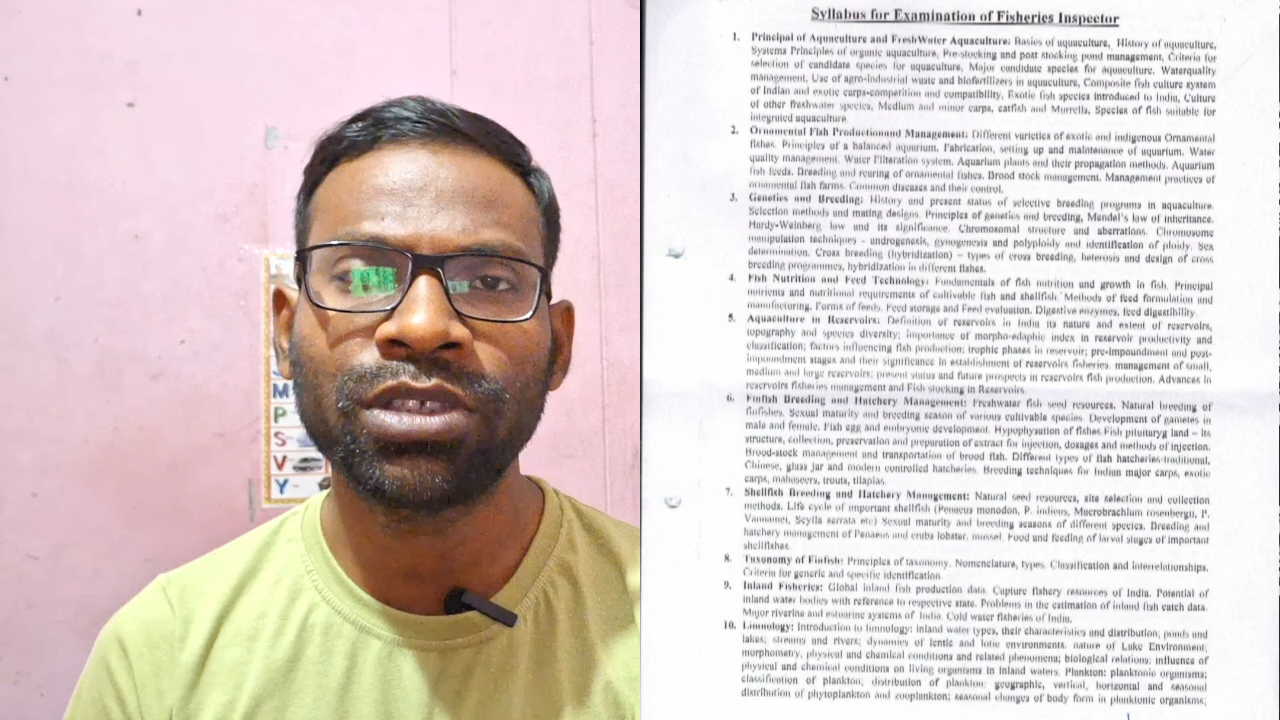 M
P
S
V
Y
Syllabus for Examination of Fisheries Inspector
1. Principal of Aquaculture and FreshWater Aquaculture: Basics of aquaculture, History of aquaculture,
Systems Principles of organic aquaculture, Pre-stocking and post stocking pond management, Criteria for
selection of candidate species for aquaculture, Major candidate species for aquaculture. Waterquality
management, Use of agro-industrial waste and biofertilizers in aquaculture, Composite fish culture system
of Indian and exotic carps-competition and compatibility, Exotic fish species introduced to India, Culture
of other freshwater species, Medium and minor carps, catfish and Murrells, Species of fish suitable for
integrated aquaculture.
2. Ornamental Fish Productionand Management: Different varieties of exotic and indigenous Ornamental
fishes. Principles of a balanced aquarium. Fabrication, setting up and maintenance of aquarium. Water
quality management. Water Filteration system. Aquarium plants and their propagation methods. Aquarium
fish feeds. Breeding and rearing of ornamental fishes. Brood stock management. Management practices of
ornamental fish farms. Common diseases and their control.
3. Genetics and Breeding: History and present status of selective breeding programs in aquaculture.
Selection methods and mating designs. Principles of genetics and breeding, Mendel's law of inheritance.
Hardy-Weinberg law and its significance. Chromosomal structure and aberrations. Chromosome
manipulation techniques - androgenesis, gynogenesis and polyploidy and identification of ploidy. Sex
determination. Cross breeding (hybridization) – types of cross breeding, heterosis and design of cross
breeding programmes, hybridization in different fishes.
4. Fish Nutrition and Feed Technology: Fundamentals of fish nutrition and growth in fish. Principal
nutrients and nutritional requirements of cultivable fish and shellfish. Methods of feed formulation and
manufacturing. Forms of feeds. Feed storage and Feed evaluation. Digestive enzymes, feed digestibility.
5. Aquaculture in Reservoirs: Definition of reservoirs in India its nature and extent of reservoirs,
topography and species diversity; importance of morpho-edaphic index in reservoir productivity and
classification; factors influencing fish production; trophic phases in reservoir; pre-impoundment and post-
impoundment stages and their significance in establishment of reservoirs fisheries. management of small,
medium and large reservoirs; present status and future prospects in reservoirs fish production. Advances in
reservoirs fisheries management and Fish stocking in Reservoirs
6. Finfish Breeding and Hatchery Management: Freshwater fish seed resources. Natural breeding of
finfishes. Sexual maturity and breeding season of various cultivable species. Development of gametes in
male and female. Fish egg and embryonic development. Hypophysation of fishes.Fish pituitaryg land – its
structure, collection, preservation and preparation of extract for injection, dosages and methods of injection.
Brood-stock management and transportation of brood fish. Different types of fish hatcheries-traditional,
Chinese, glass jar and modern controlled hatcheries. Breeding techniques for Indian major carps, exotic
carps, mahaseers, trouts, tilapias.
7. Shellfish Breeding and Hatchery Management: Natural seed resources, site selection and collection
methods. Life cycle of important shellfish (Penaeus monodon, P. indicus, Macrobrachium rosenbergii, P.
Vannamei, Scylla serrata etc) Sexual maturity and breeding seasons of different species. Breeding and
hatchery management of Penaeus and crabs lobster, mussel. Food and feeding of larval stages of important
shellfishes.
8. Taxonomy of Finfish: Principles of taxonomy. Nomenclature, types. Classification and interrelationships.
Criteria for generic and specific identification.
9. Inland Fisheries: Global inland fish production data. Capture fishery resources of India. Potential of
inland water bodies with reference to respective state. Problems in the estimation of inland fish catch data.
Major riverine and estuarine systems of India. Cold water fisheries of India.
10. Limnology: Introduction to limnology: inland water types, their characteristics and distribution; ponds and
lakes; streams and rivers; dynamics of lentic and lotic environments. nature of Lake Environment;
morphometry, physical and chemical conditions and related phenomena; biological relations: influence of
physical and chemical conditions on living organisms in inland waters. Plankton: planktonic organisms;
classification of plankton; distribution of plankton: geographic, vertical, horizontal and seasonal
distribution of phytoplankton and zooplankton; seasonal changes of body form in planktonic organisms;